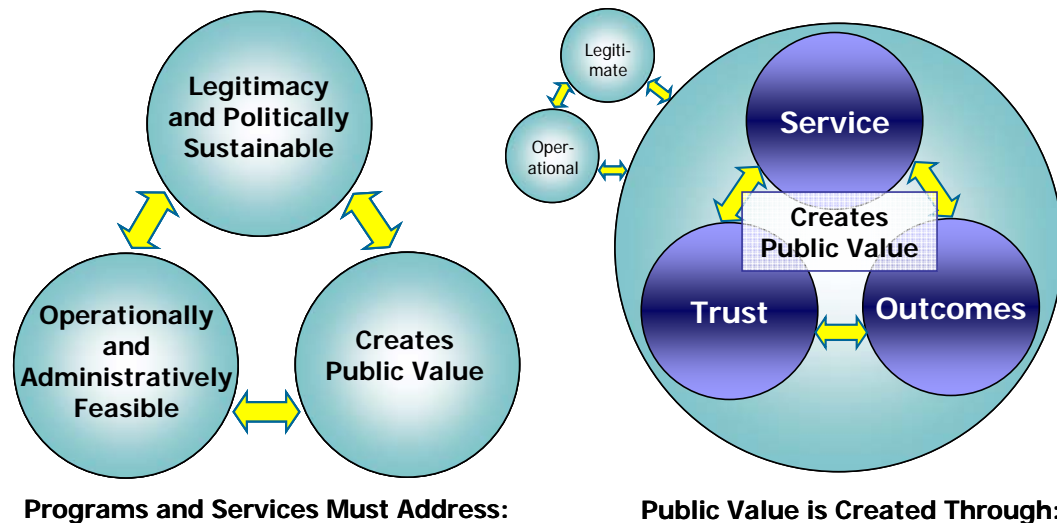 Legitimacy
and Politically
Sustainable
Operationally
and
Administratively
Feasible
Creates
Public Value
Programs and Services Must Address:
Legiti-
mate
Oper-
ational
Service
Creates
Public Value
Trust
Outcomes
Public Value is Created Through: